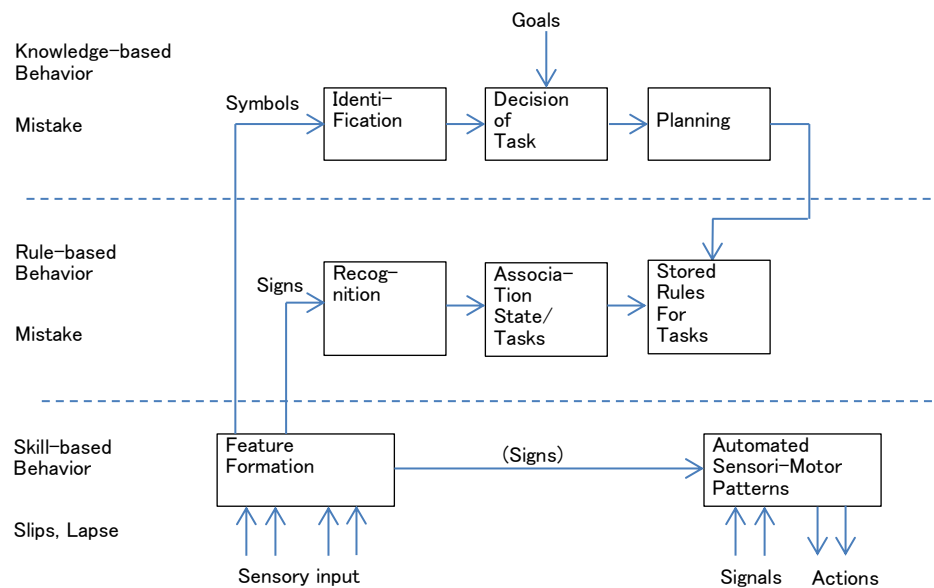 Goals
Knowledge-based
Behavior
Mistake
Symbols
Identi-
Fication
Decision
of
Task
Planning
Rule-based
Behavior
Mistake
Signs
Recog-
nition
Associa-
Tion
State/
Tasks
Stored
Rules
For
Tasks
Skill-based
Behavior
Slips, Lapse
Feature
Formation
(Signs)
Automated
Sensori-Motor
Patterns
Sensory input
Signals
Actions